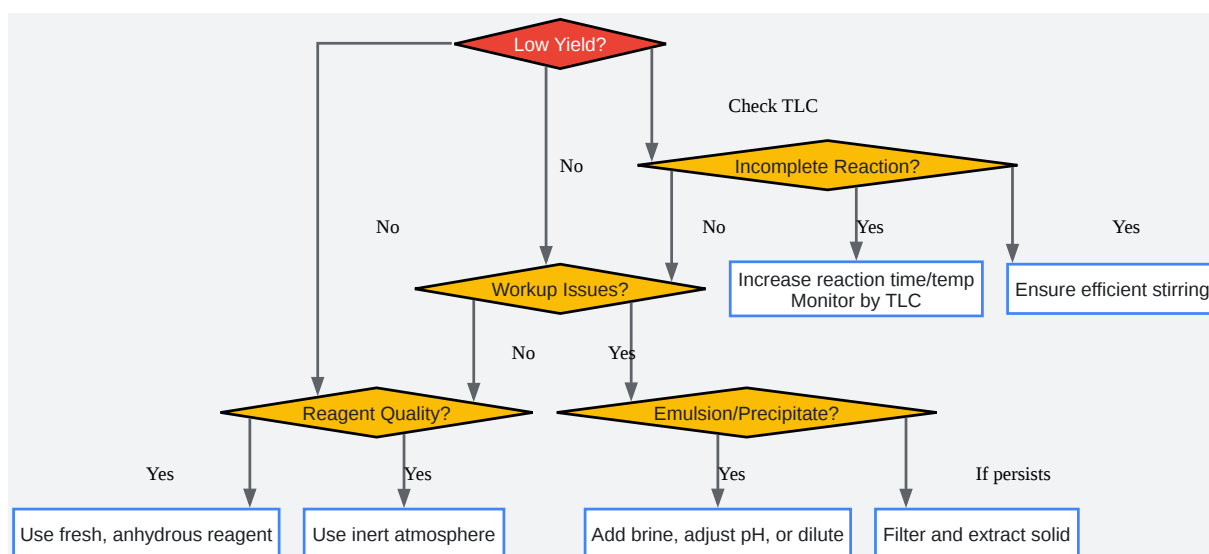 Low Yield?
Check TLC
No
Incomplete Reaction?
No
No
Yes
Yes
Workup Issues?
Increase reaction time/temp
Monitor by TLC
Ensure efficient stirring
No
Yes
Reagent Quality?
Emulsion/Precipitate?
Yes
Yes
Yes
If persists
Use fresh, anhydrous reagent
Use inert atmosphere
Add brine, adjust pH, or dilute
Filter and extract solid